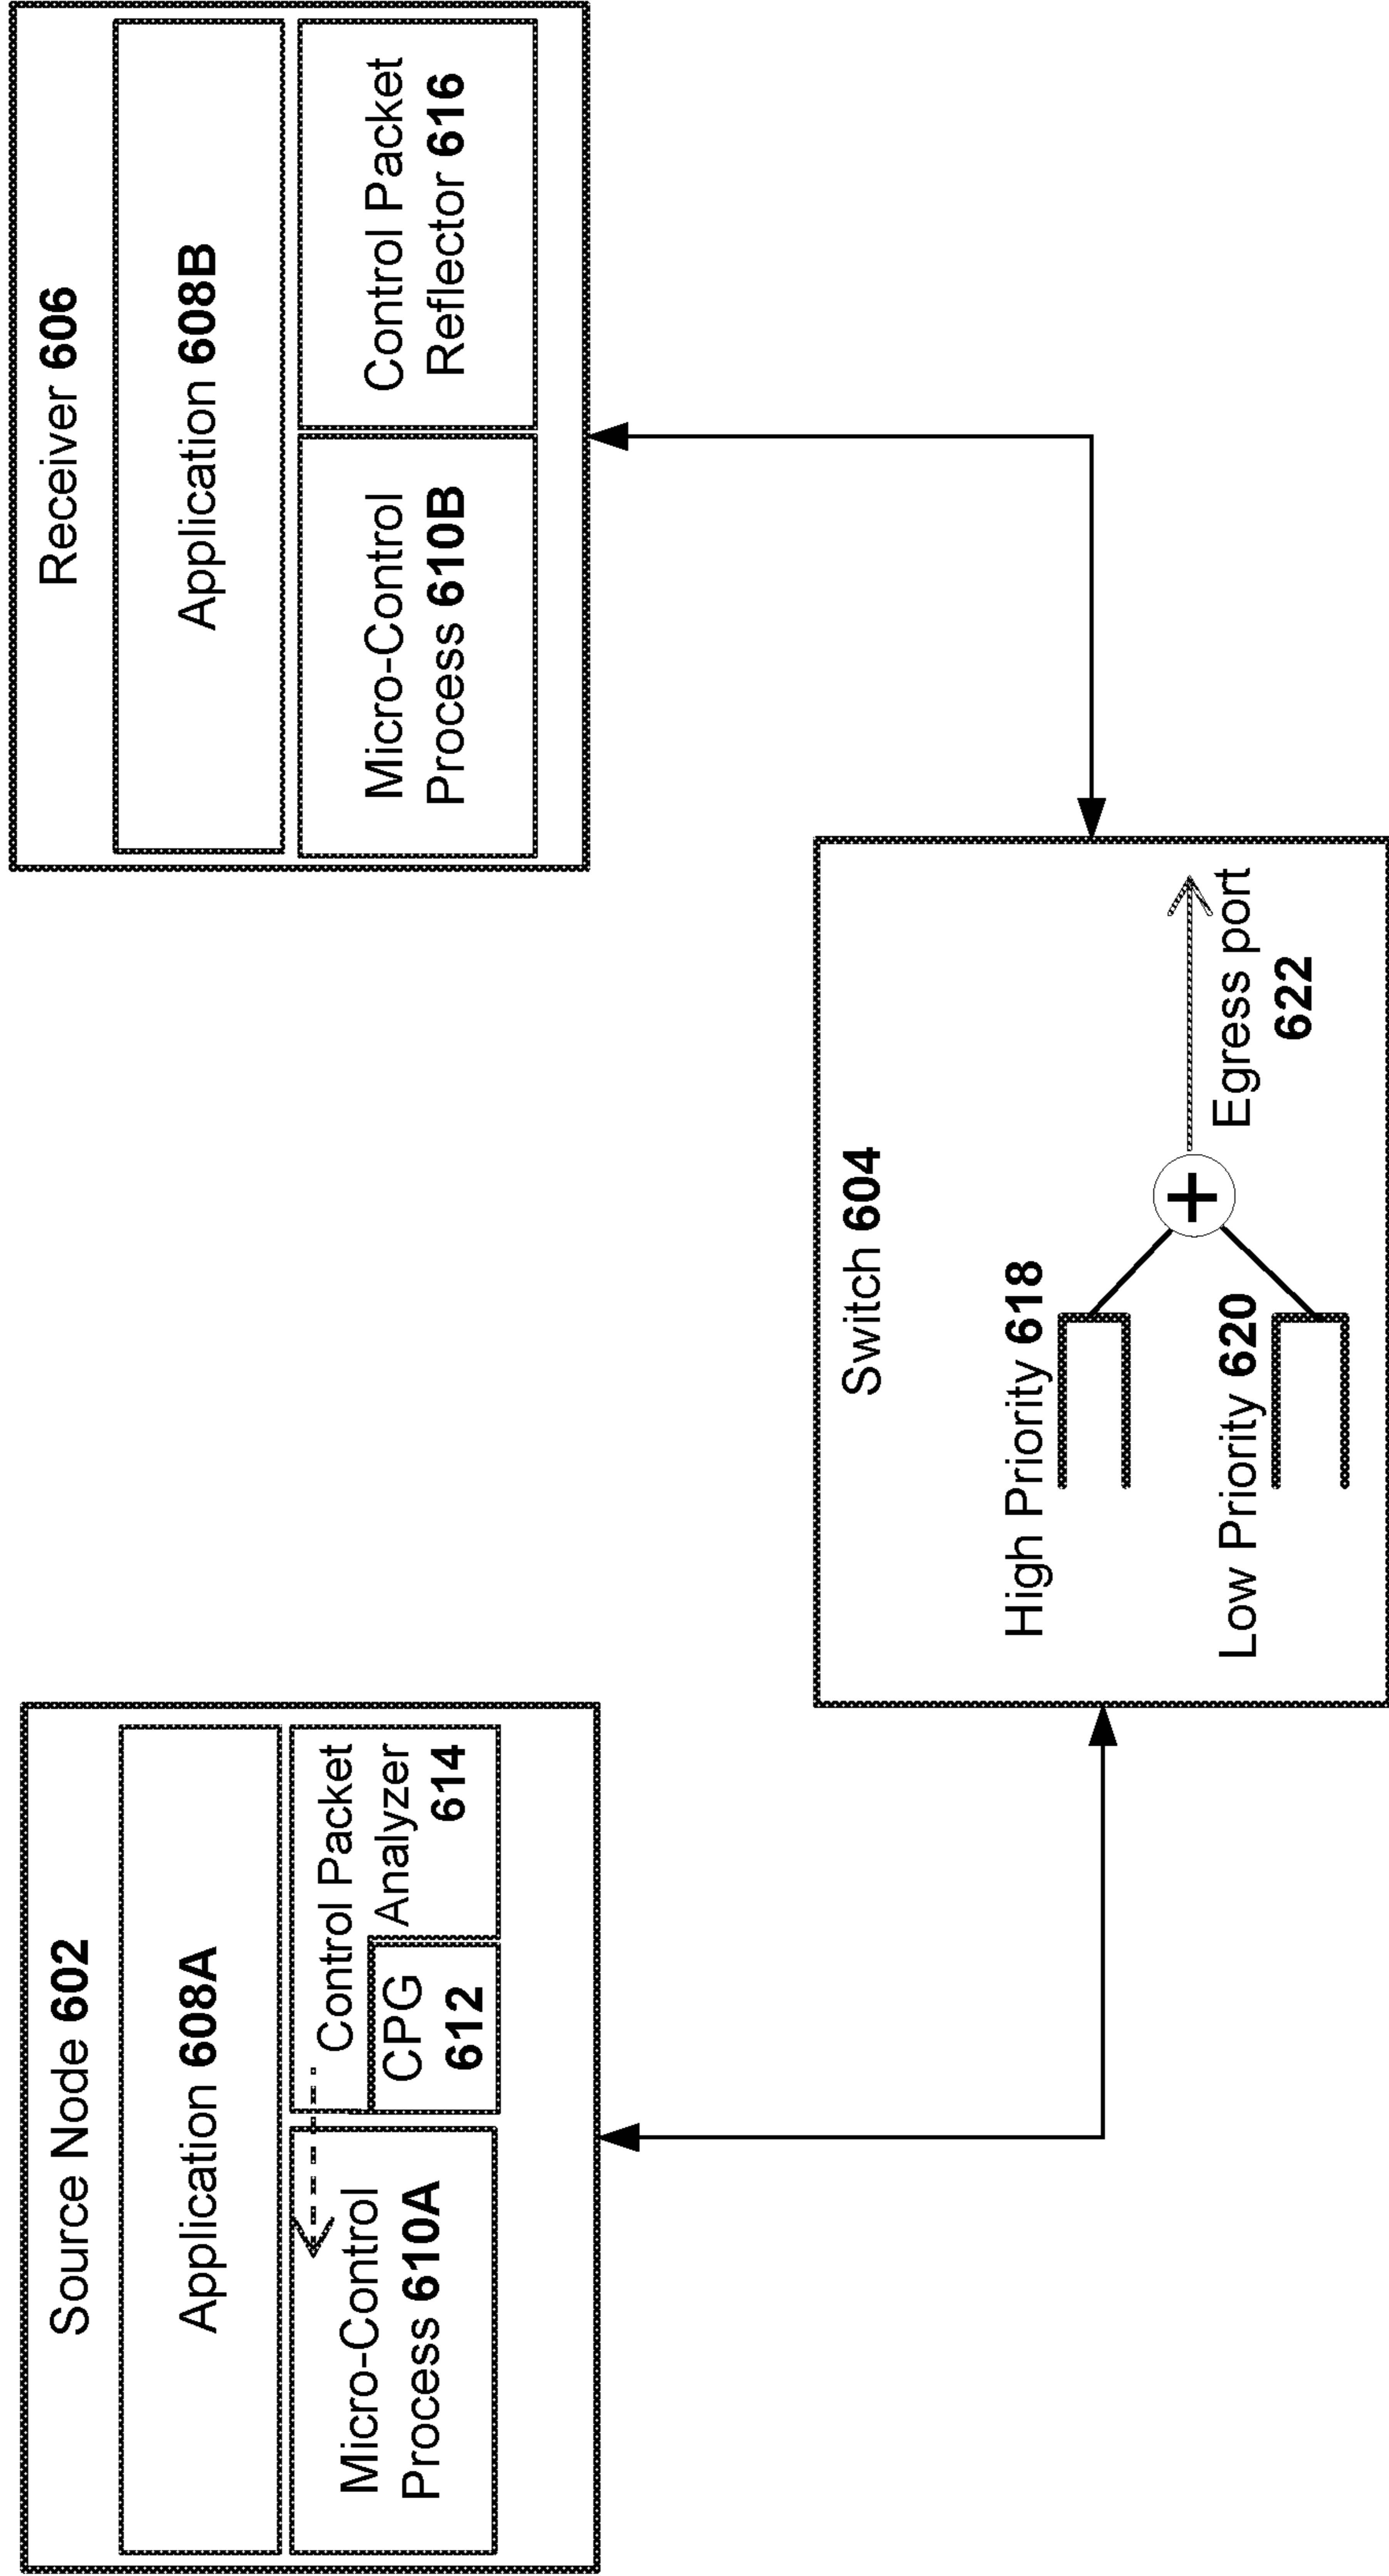 Source Node 602
Application 608A
Micro-Control
Process 610A
Control Packet
Analyzer
614
CPG
612
Receiver 606
Application 608B
Micro-Control
Process 610B
Control Packet
Reflector 616
Switch 604
High Priority 618
Low Priority 620
+
Egress port
622